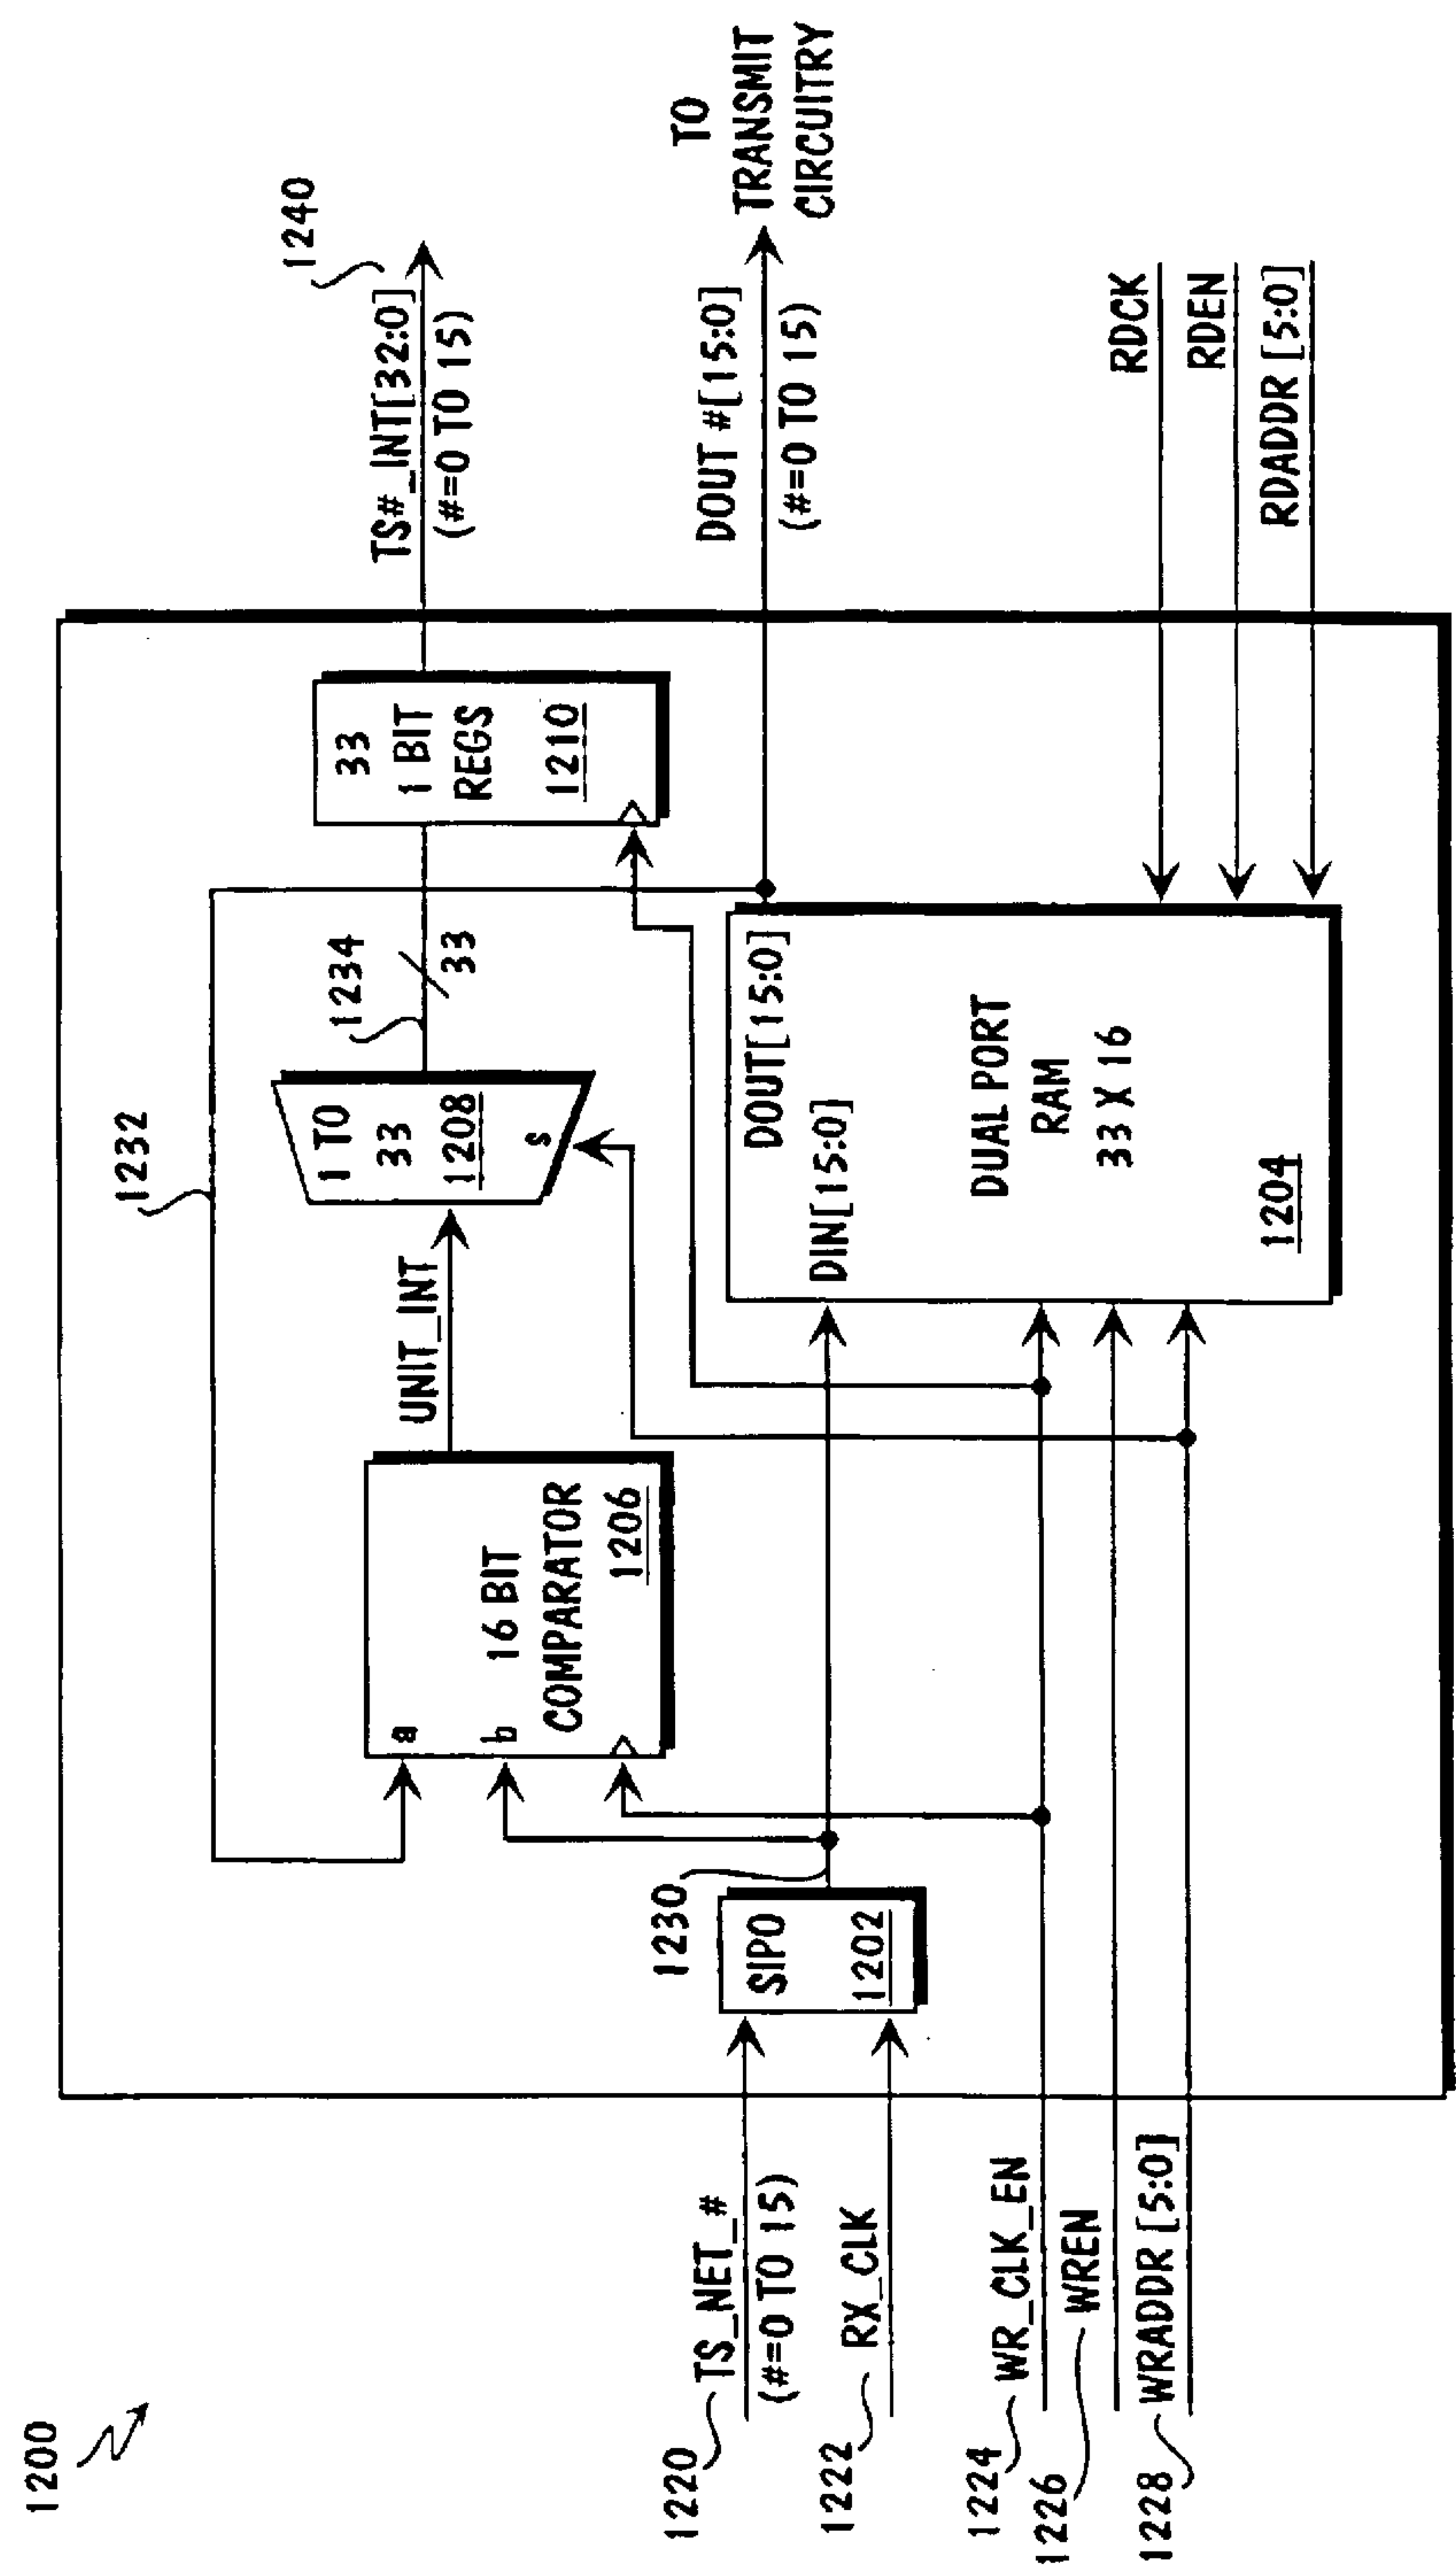 1200
1220
TS_NET_#
(#=0 TO 15)
1222
RX_CLK
1224
WR_CLK_EN
1226
WREN
1228
WRADDR [5:0]
SIPO
1202
1230
a
b
16 BIT
COMPARATOR
1206
UNIT_INT
1232
1 TO
33
1208
s
1234
33
33
1 BIT
REGS
1210
DOUT[15:0]
DIN[15:0]
DUAL PORT
RAM
33 X 16
1204
1240
TS#_INT[32:0]
(#=0 TO 15)
DOUT #[15:0]
(#=0 TO 15)
TO
TRANSMIT
CIRCUITRY
RDCK
RDEN
RDADDR [5:0]